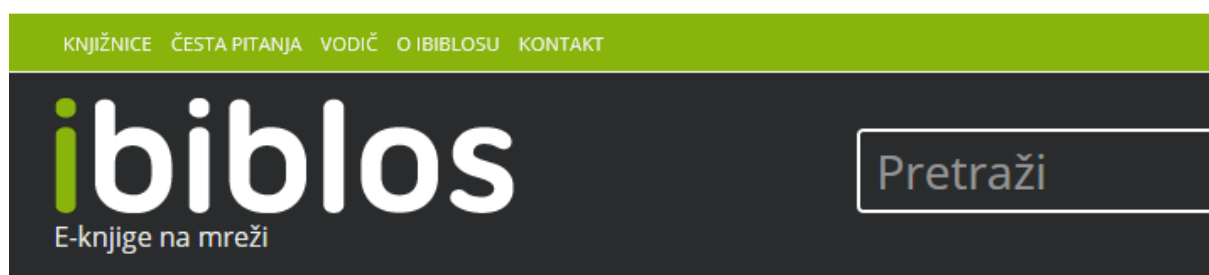 KNJIŽNICE ČESTA PITANJA VODIČ O IBIBLOSU KONTAKT
ibiblos
E-knjige na mreži
Pretraži